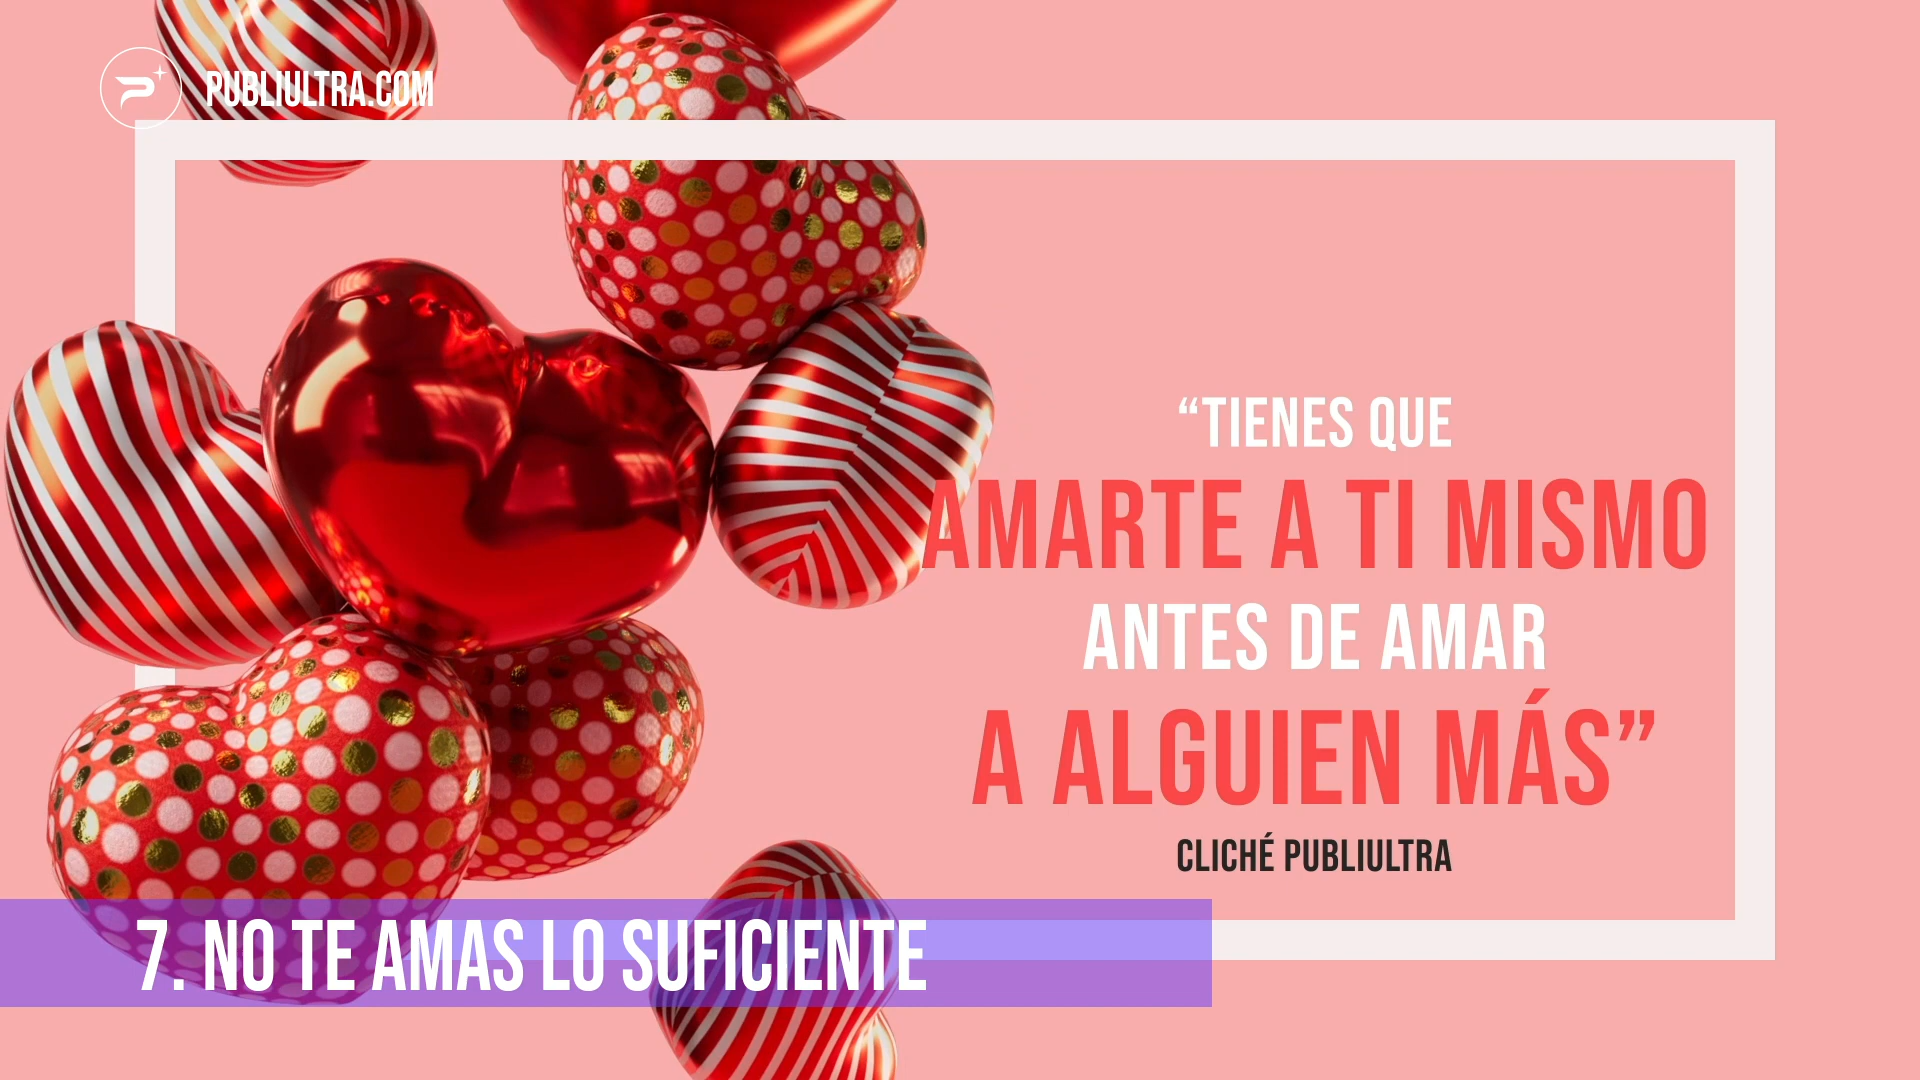 PUBLIULTRA.COM
“TIENES QUE
AMARTE A TI MISMO
ANTES DE AMAR
A ALGUIEN MÁS”
CLICHÉ PUBLIULTRA
7. NO TE AMAS LO SUFICIENTE